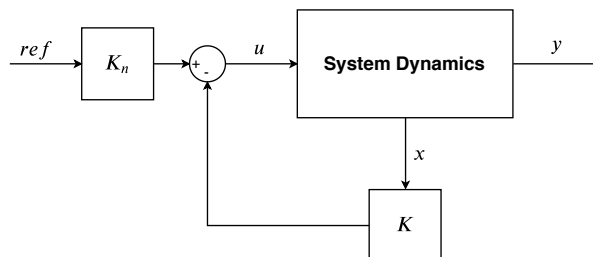 ref
Kn
+
-
u
System Dynamics
y
x
K